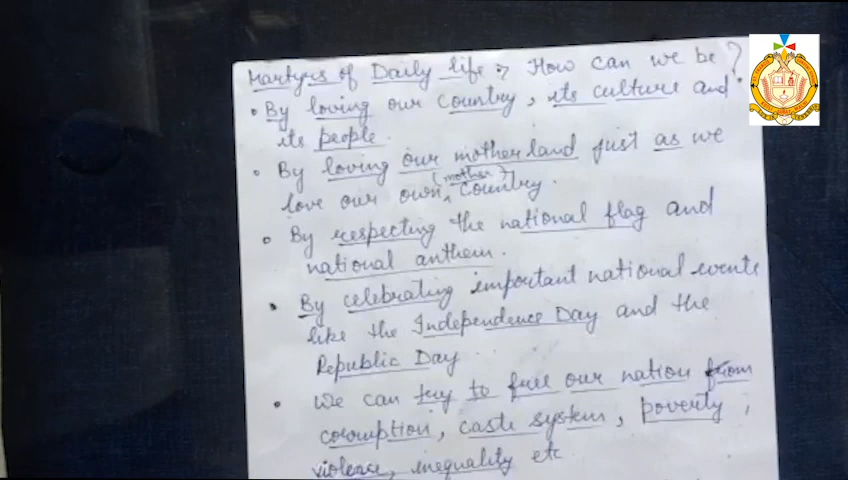 Martyrs of Daily life :- How can we be ?
• By loving our country, its culture and
its people.
• By loving our motherland just as we
love our own (mother) country.
• By respecting the national flag and
national anthem.
• By celebrating important national events
like the Independence Day and the
Republic Day
• We can try to free our nation from
corruption, caste system, poverty,
violence, inequality etc